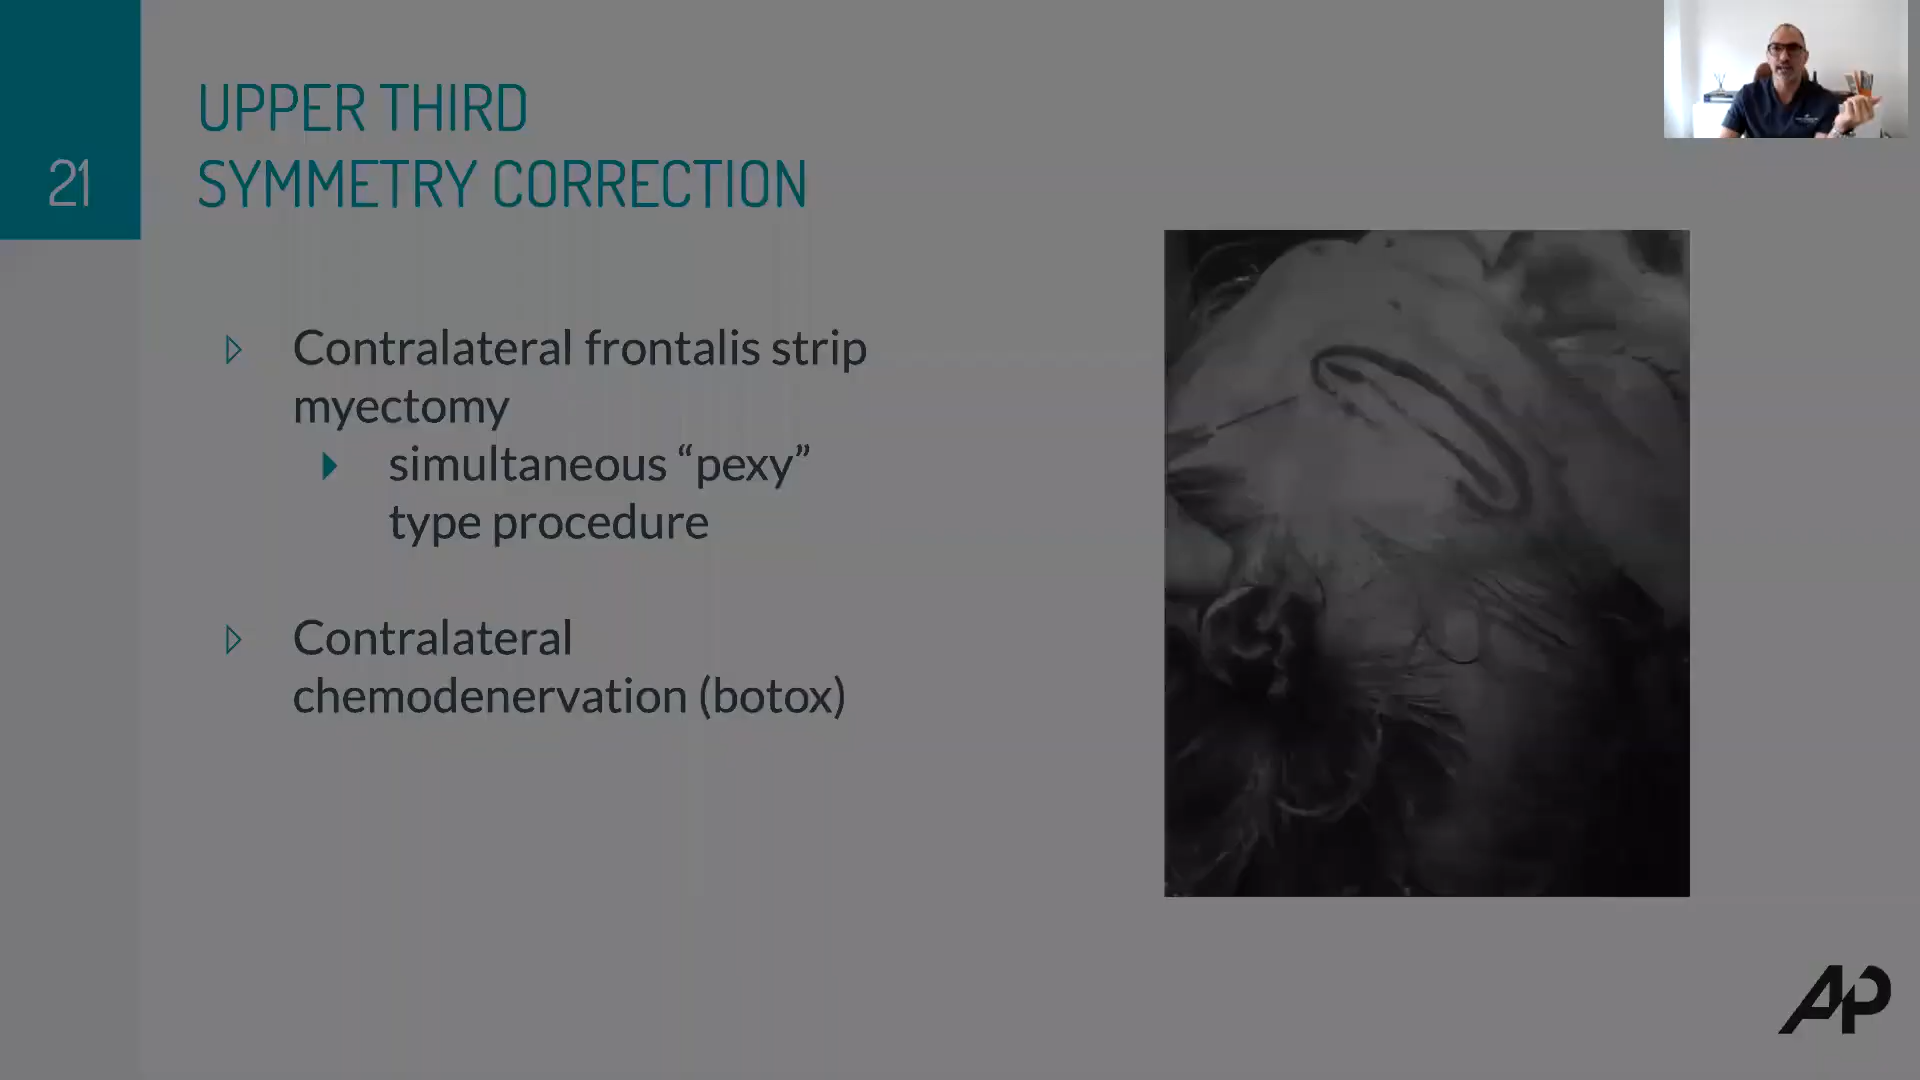 21
UPPER THIRD
SYMMETRY CORRECTION
Contralateral frontalis strip
myectomy
simultaneous “pexy”
type procedure
Contralateral
chemodenervation (botox)
AP